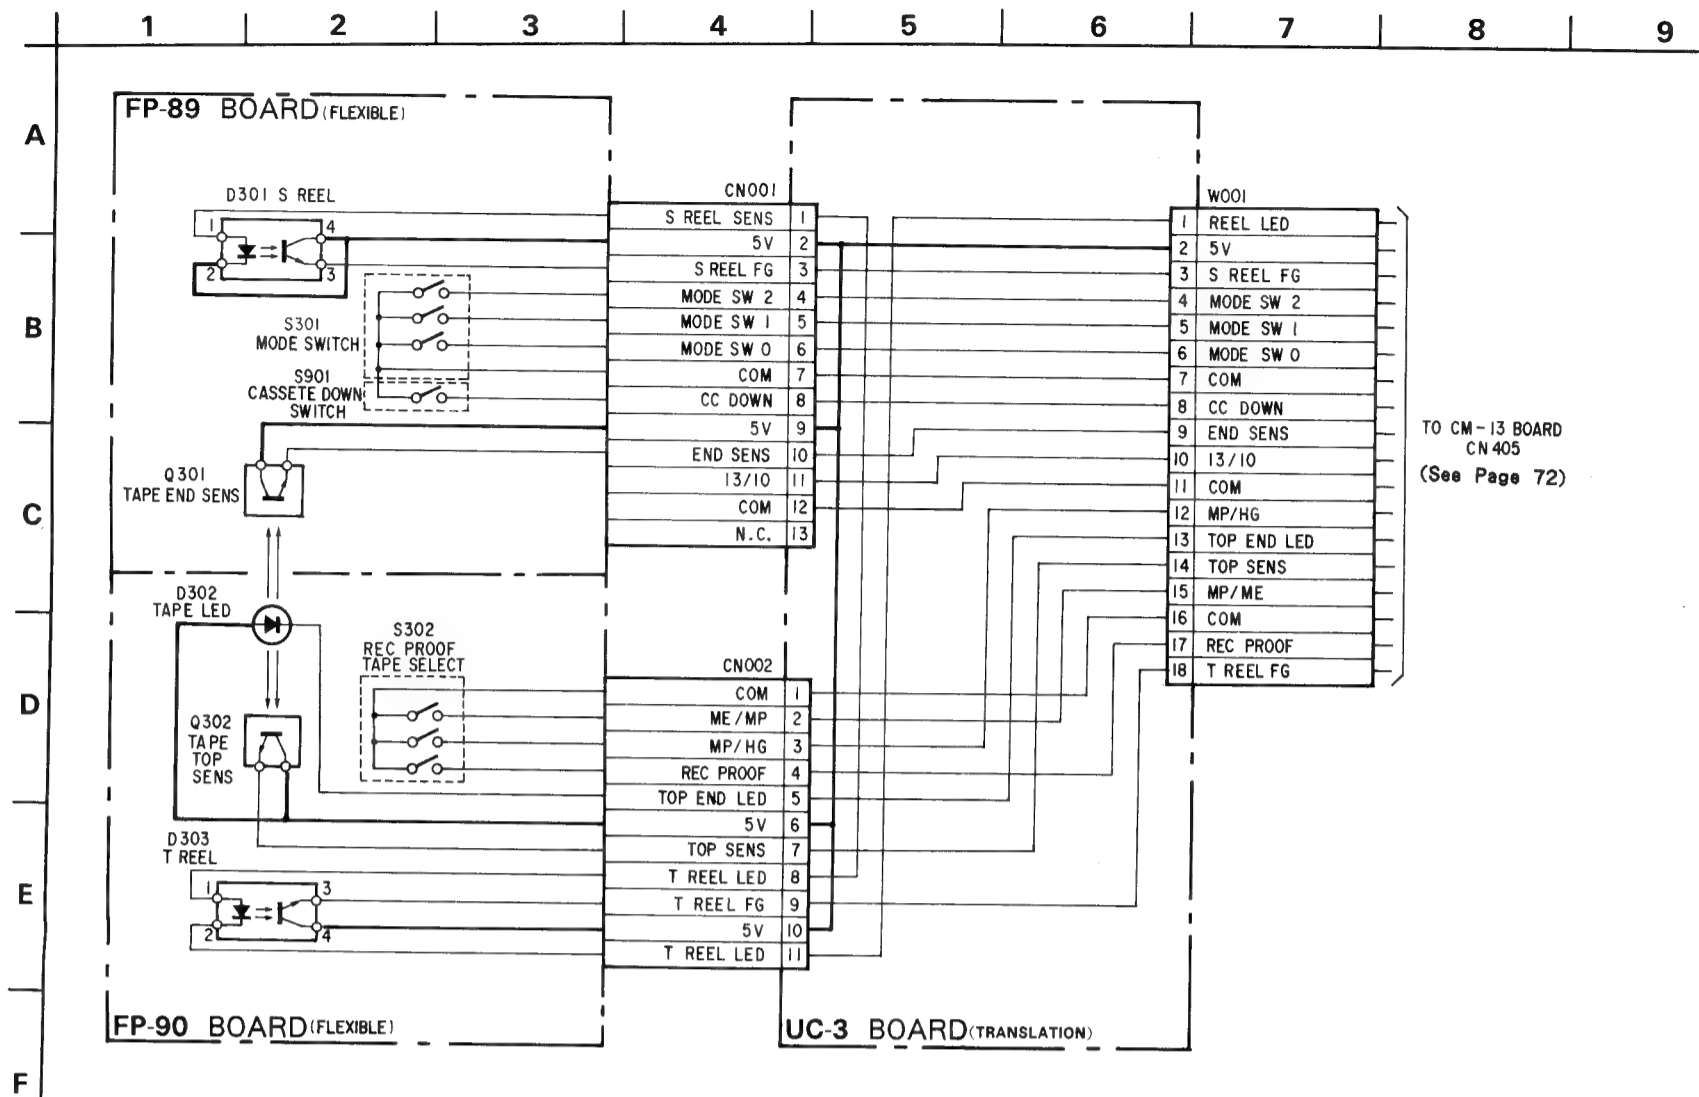 1 2 3 4 5 6 7 8 9
A
B
C
D
E
F
FP-89 BOARD(FLEXIBLE)
D301 S REEL
1
4
2
3
S301
MODE SWITCH
S901
CASSETE DOWN
SWITCH
Q301
TAPE END SENS
D302
TAPE LED
S302
REC PROOF
TAPE SELECT
Q302
TAPE
TOP
SENS
D303
T REEL
1
3
2
4
FP-90 BOARD(FLEXIBLE)
CN001
S REEL SENS 1
5V 2
S REEL FG 3
MODE SW 2 4
MODE SW 1 5
MODE SW 0 6
COM 7
CC DOWN 8
5V 9
END SENS 10
13/10 11
COM 12
N.C. 13
CN002
COM 1
ME/MP 2
MP/HG 3
REC PROOF 4
TOP END LED 5
5V 6
TOP SENS 7
T REEL LED 8
T REEL FG 9
5V 10
T REEL LED 11
UC-3 BOARD(TRANSLATION)
W001
1 REEL LED
2 5V
3 S REEL FG
4 MODE SW 2
5 MODE SW 1
6 MODE SW 0
7 COM
8 CC DOWN
9 END SENS
10 13/10
11 COM
12 MP/HG
13 TOP END LED
14 TOP SENS
15 MP/ME
16 COM
17 REC PROOF
18 T REEL FG
TO CM-13 BOARD
CN405
(See Page 72)